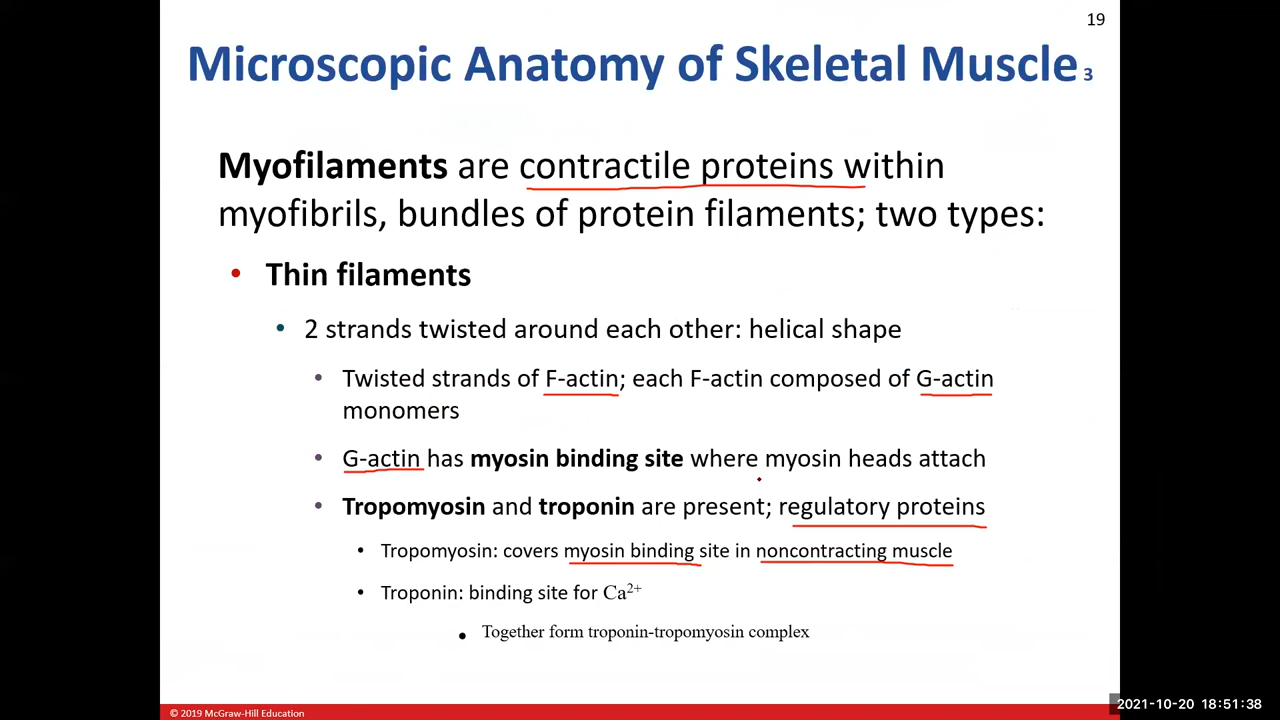 19
Microscopic Anatomy of Skeletal Muscle 3
Myofilaments are contractile proteins within
myofibrils, bundles of protein filaments; two types:
• Thin filaments
• 2 strands twisted around each other: helical shape
• Twisted strands of F-actin; each F-actin composed of G-actin
monomers
• G-actin has myosin binding site where myosin heads attach
• Tropomyosin and troponin are present; regulatory proteins
• Tropomyosin: covers myosin binding site in noncontracting muscle
• Troponin: binding site for Ca²⁺
• Together form troponin-tropomyosin complex
© 2019 McGraw-Hill Education
2021-10-20 18:51:38